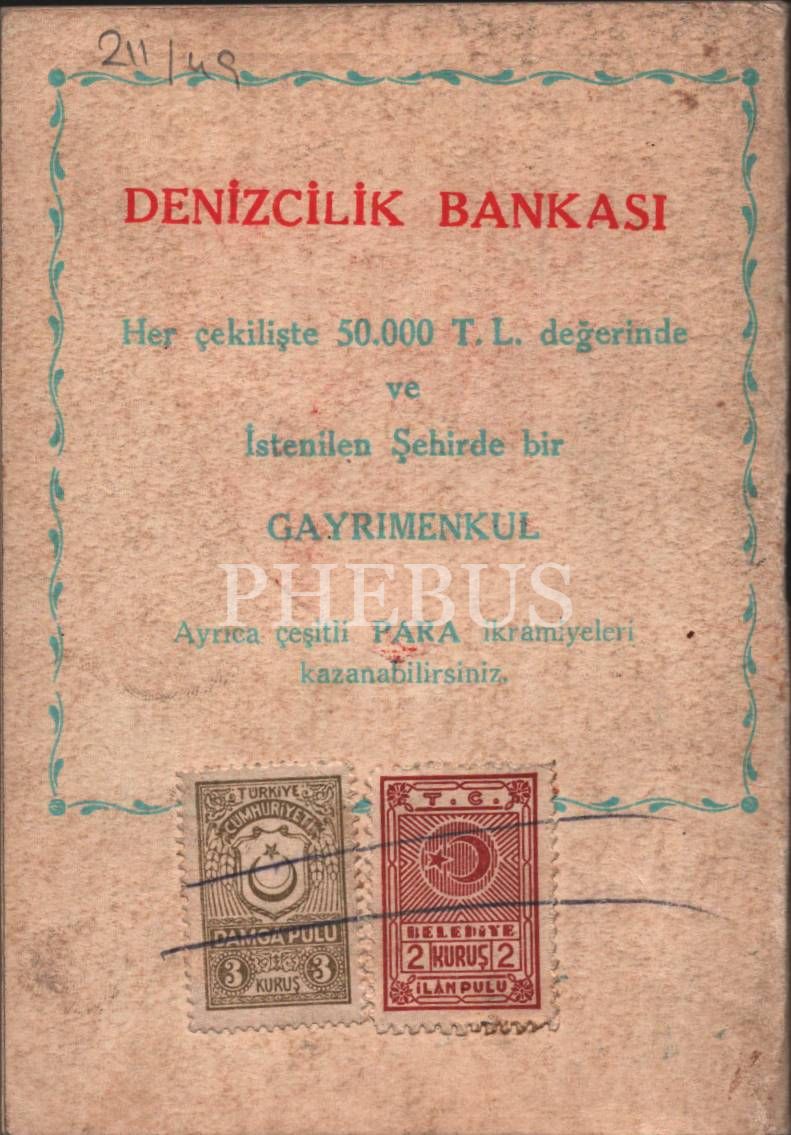 211/49
DENİZCİLİK BANKASI
Her çekilişte 50.000 T. L. değerinde
ve
İstenilen Şehirde bir
GAYRIMENKUL
PHEBUS
Ayrıca çeşitli PARA ikramiyeleri
kazanabilirsiniz.
TÜRKİYE
CUMHURİYETİ
DAMGA PULU
3 KURUŞ 3
T. C.
BELEDİYE
2 KURUŞ 2
İLÂN PULU